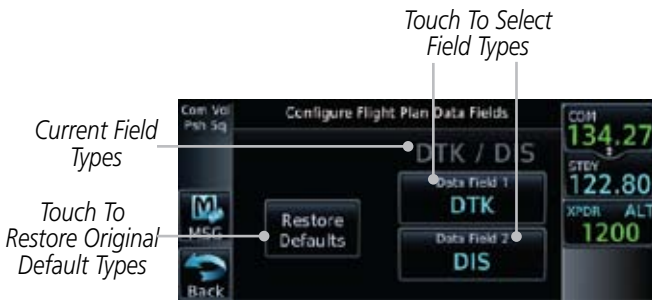 Touch To Select
Field Types
Current Field
Types
Touch To
Restore Original
Default Types
Com Vol
Psh Sq
Configure Flight Plan Data Fields
DTK / DIS
Data Field 1
DTK
Data Field 2
DIS
Restore
Defaults
MSG
Back
COM
134.27
STBY
122.80
XPDR ALT
1200